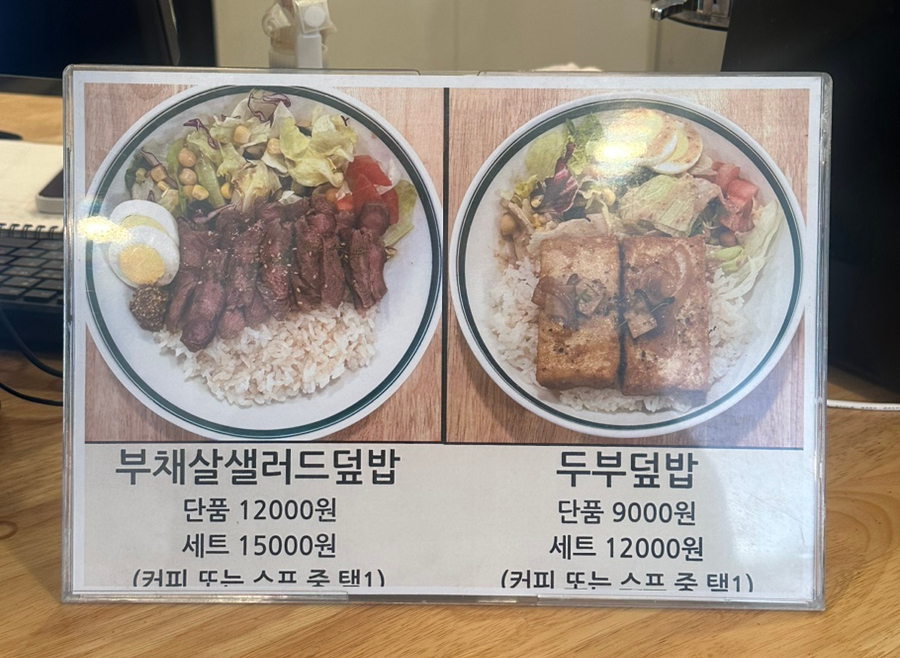 부채살샐러드덮밥
단품 12000원
세트 15000원
(커피 또는 스프 중 택1)
두부덮밥
단품 9000원
세트 12000원
(커피 또는 스프 중 택1)